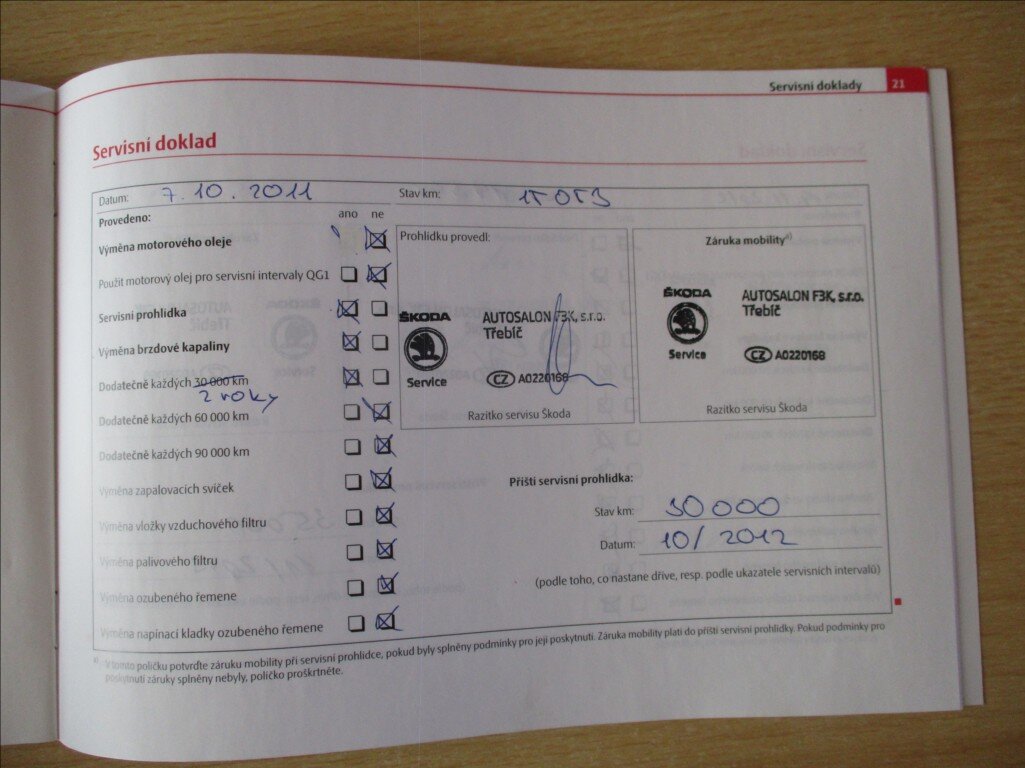 Servisní doklady 21
Servisní doklad
Datum: 7.10.2011 Stav km:
Provedeno: ano ne
Výměna motorového oleje
Použit motorový olej pro servisní intervaly QG1
Servisní prohlídka
Výměna brzdové kapaliny
Dodatečně každých 30 000 km
2 roky
Dodatečně každých 60 000 km
Dodatečně každých 90 000 km
Výměna zapalovacích svíček
Výměna vložky vzduchového filtru
Výměna palivového filtru
Výměna ozubeného řemene
Výměna napínací kladky ozubeného řemene
Prohlídku provedl:
ŠKODA
Service
AUTOSALON F3K, s.r.o.
Třebíč
CZ A0220168
Razítko servisu Škoda
Záruka mobility a)
ŠKODA
Service
AUTOSALON F3K, s.r.o.
Třebíč
CZ A0220168
Razítko servisu Škoda
Příští servisní prohlídka:
Stav km: 30000
Datum: 10/2012
(podle toho, co nastane dříve, resp. podle ukazatele servisních intervalů)
a) V tomto políčku potvrďte záruku mobility při servisní prohlídce, pokud byly splněny podmínky pro její poskytnutí. Záruka mobility platí do příští servisní prohlídky. Pokud podmínky pro
poskytnutí záruky splněny nebyly, políčko proškrtněte.